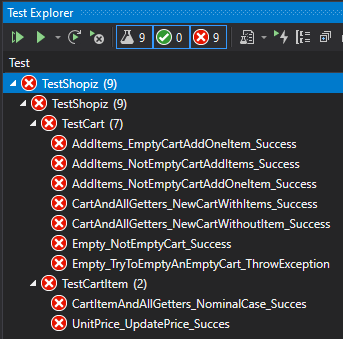 Test Explorer
9 0 9
Test
TestShopiz (9)
TestShopiz (9)
TestCart (7)
AddItems_EmptyCartAddOneItem_Success
AddItems_NotEmptyCartAddItems_Success
AddItems_NotEmptyCartAddOneItem_Success
CartAndAllGetters_NewCartWithItems_Success
CartAndAllGetters_NewCartWithoutItem_Success
Empty_NotEmptyCart_Success
Empty_TryToEmptyAnEmptyCart_ThrowException
TestCartItem (2)
CartItemAndAllGetters_NominalCase_Succes
UnitPrice_UpdatePrice_Succes